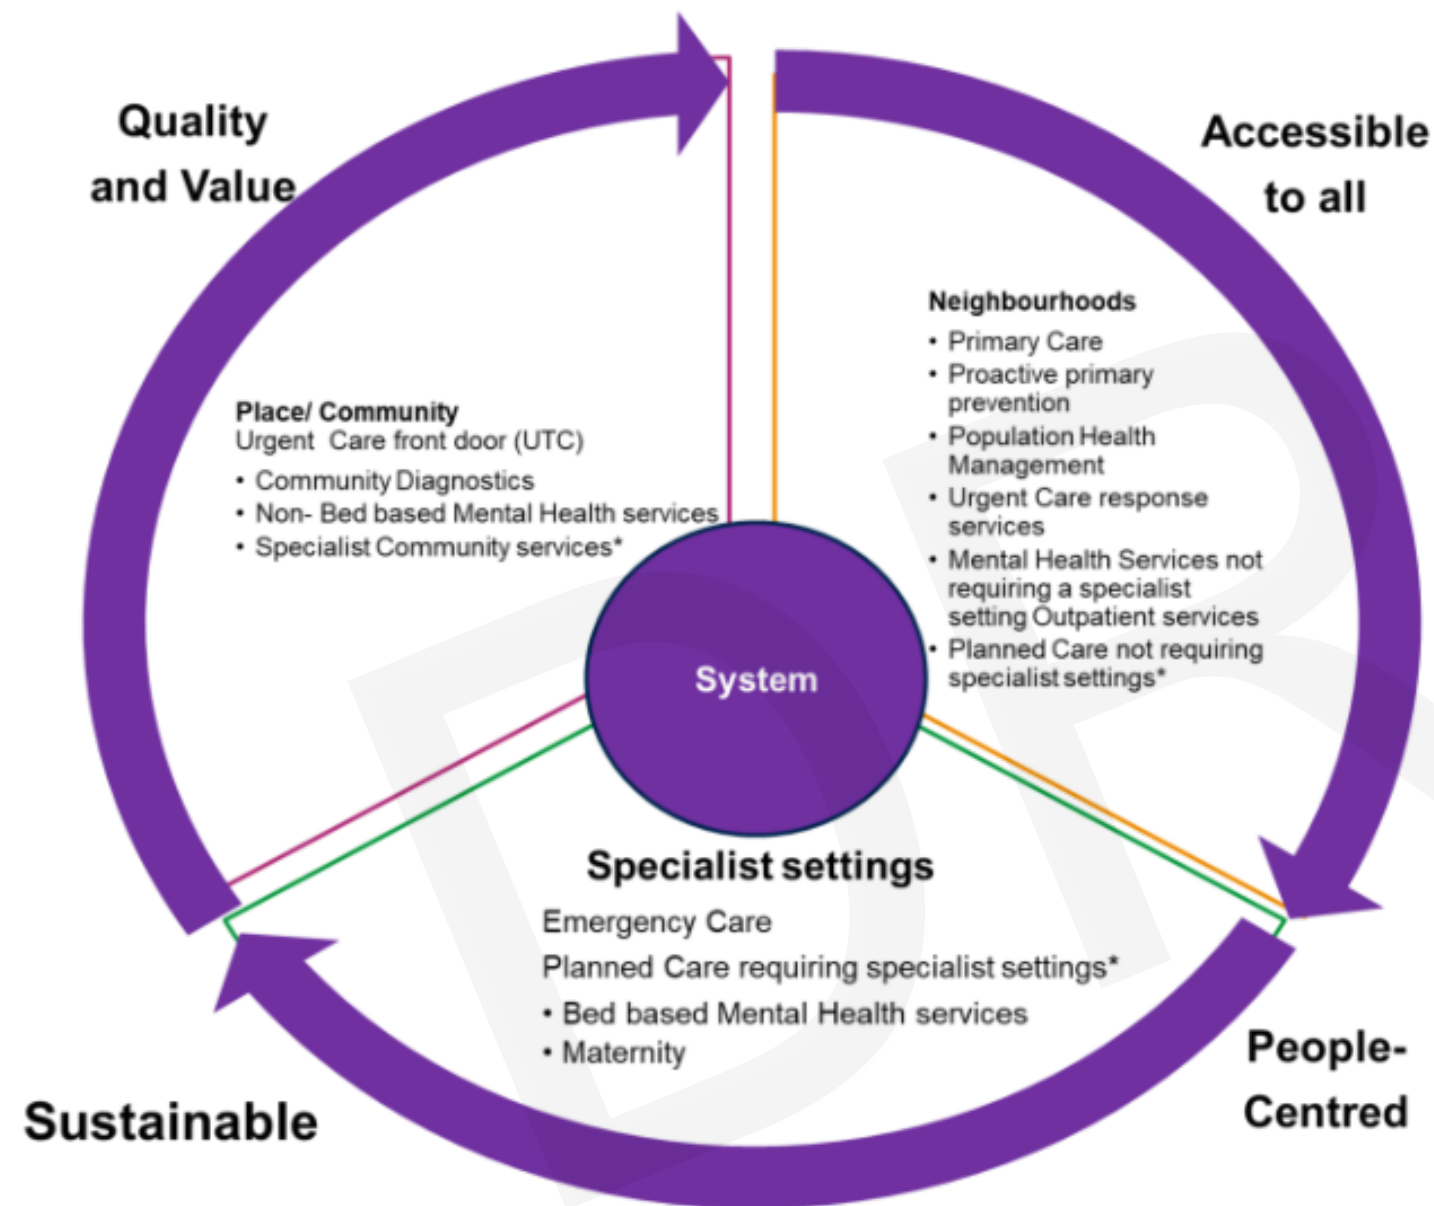 Quality
and Value
Accessible
to all
Neighbourhoods
• Primary Care
• Proactive primary
prevention
• Population Health
Management
• Urgent Care response
services
• Mental Health Services not
requiring a specialist
setting Outpatient services
• Planned Care not requiring
specialist settings*
Place/ Community
Urgent Care front door (UTC)
• Community Diagnostics
• Non- Bed based Mental Health services
• Specialist Community services*
System
Specialist settings
Emergency Care
Planned Care requiring specialist settings*
• Bed based Mental Health services
• Maternity
People-
Centred
Sustainable
DR